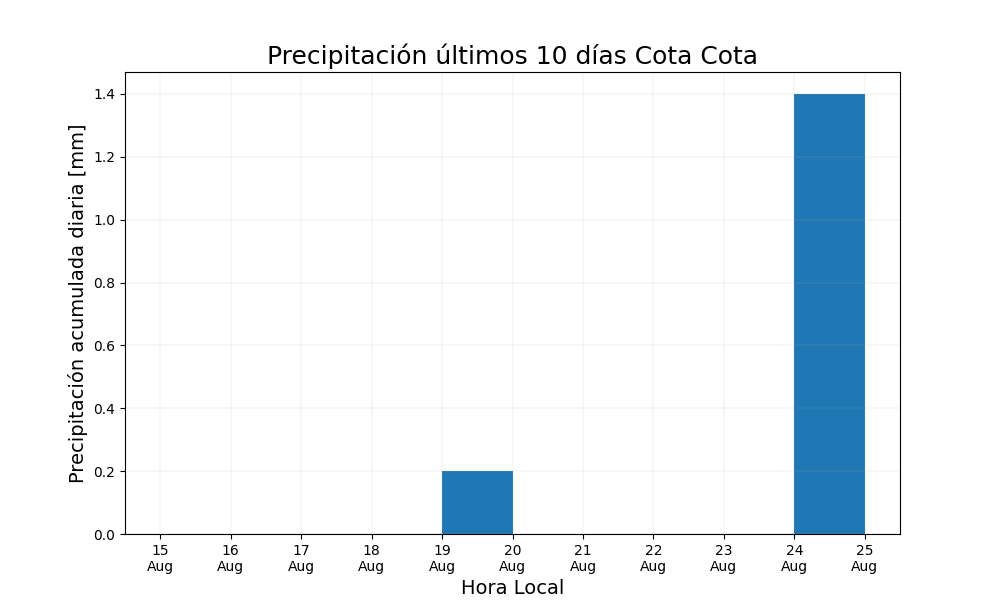 Precipitación últimos 10 días Cota Cota
Precipitación acumulada diaria [mm]
1.4
1.2
1.0
0.8
0.6
0.4
0.2
0.0
15 16 17 18 19 20 21 22 23 24 25
Aug Aug Aug Aug Aug Aug Aug Aug Aug Aug Aug
Hora Local